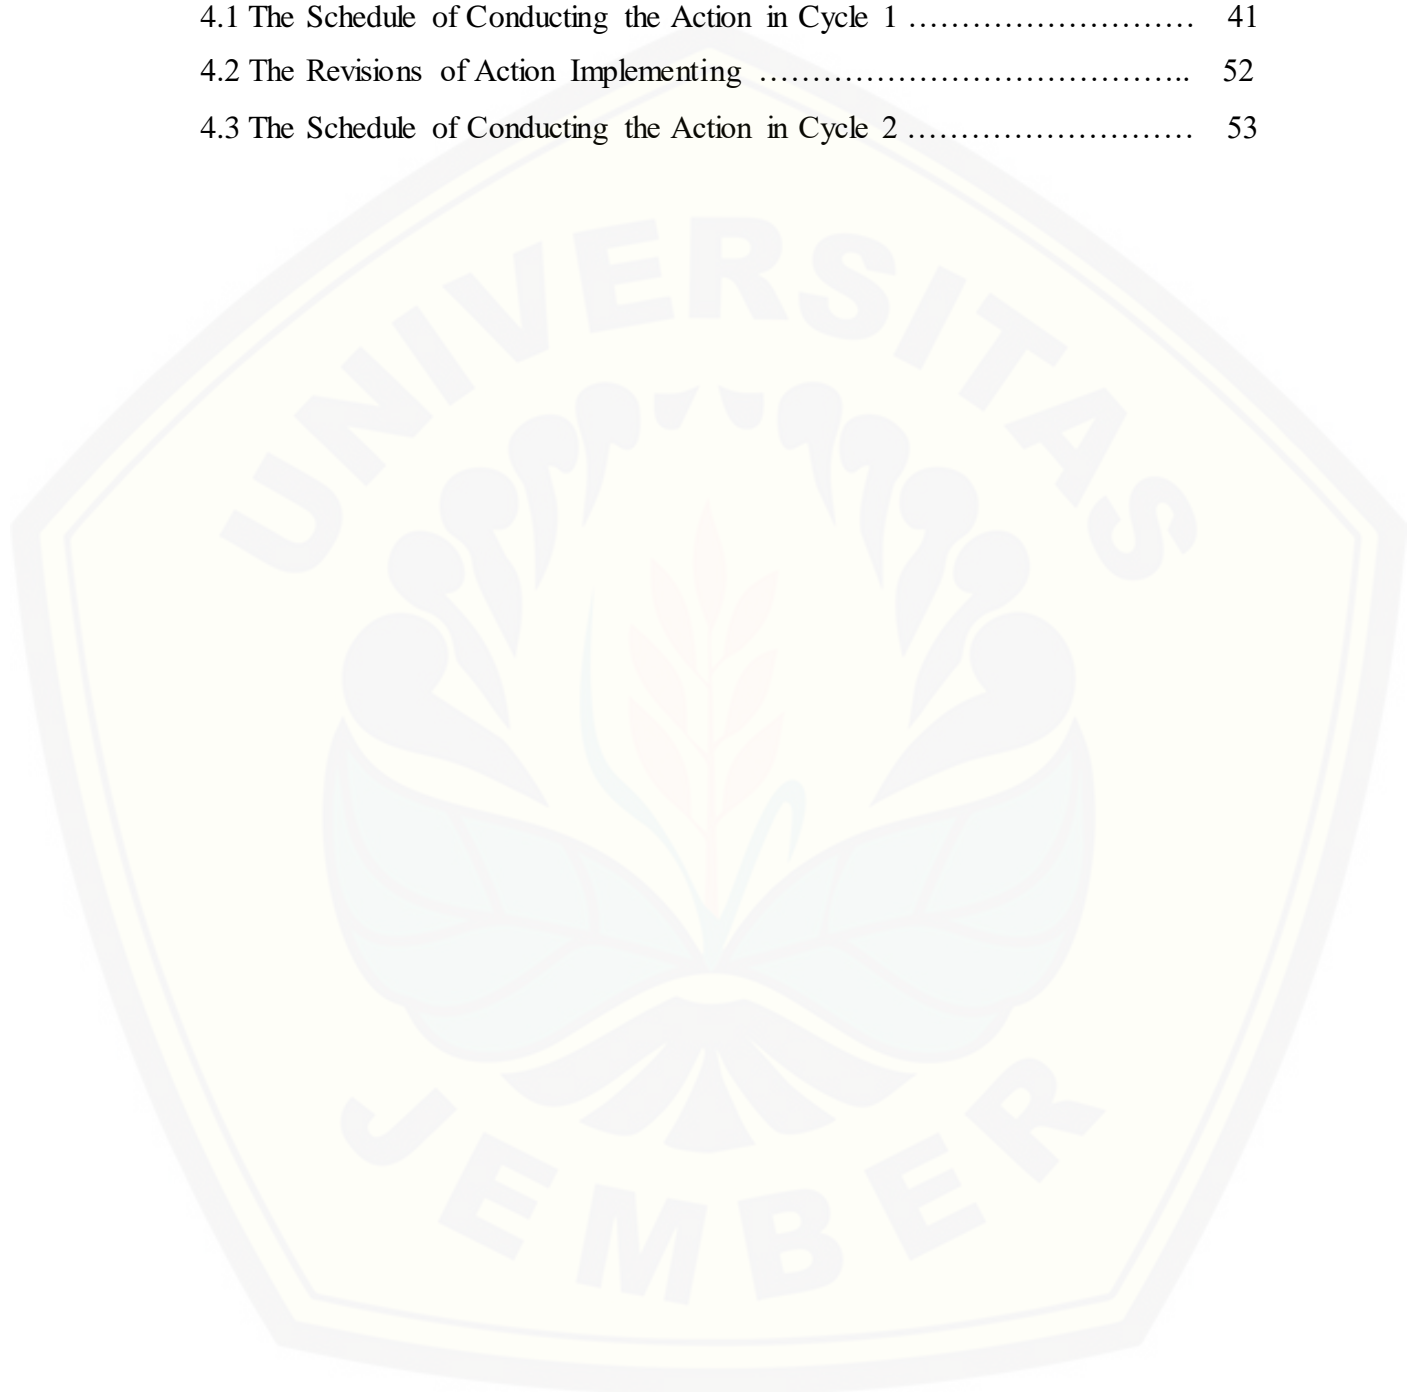 4.1 The Schedule of Conducting the Action in Cycle 1 ……………………… 41
4.2 The Revisions of Action Implementing ………………………………….. 52
4.3 The Schedule of Conducting the Action in Cycle 2 ……………………… 53
UNIVERSITAS
JEMBER